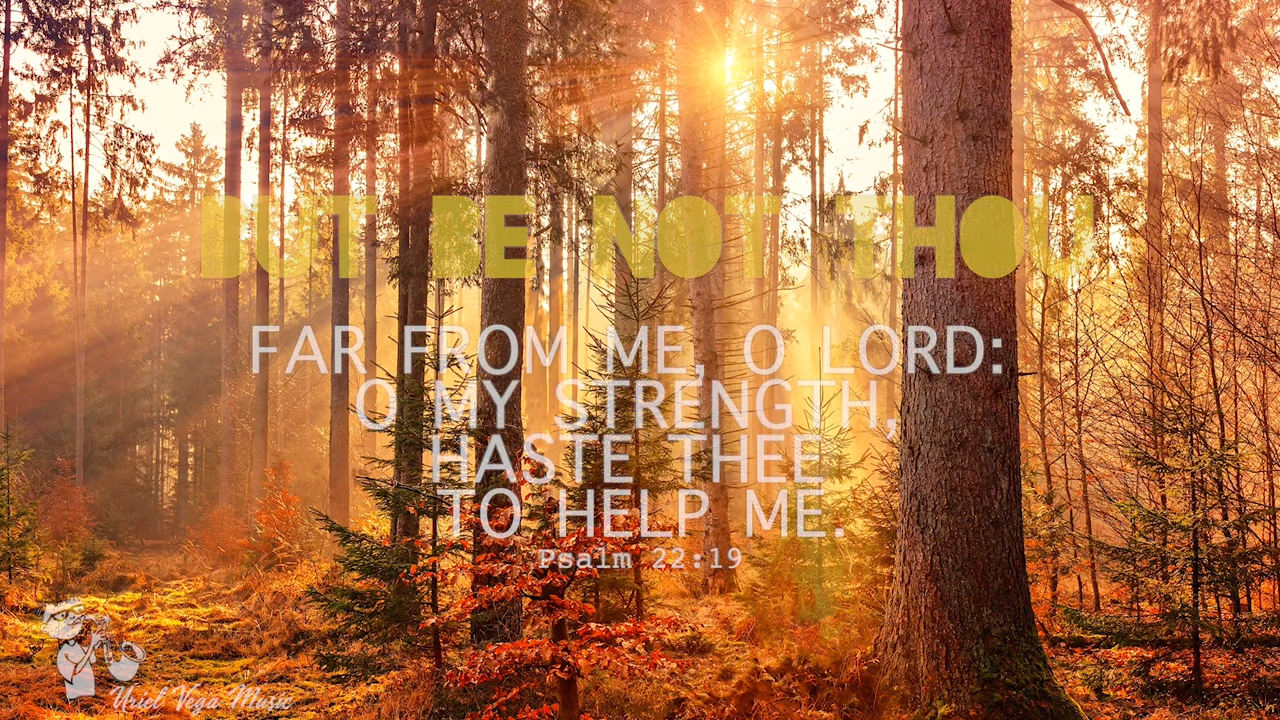 BUT BE NOT THOU
FAR FROM ME, O LORD:
O MY STRENGTH,
HASTE THEE
TO HELP ME.
Psalm 22:19
Uriel Vega Music